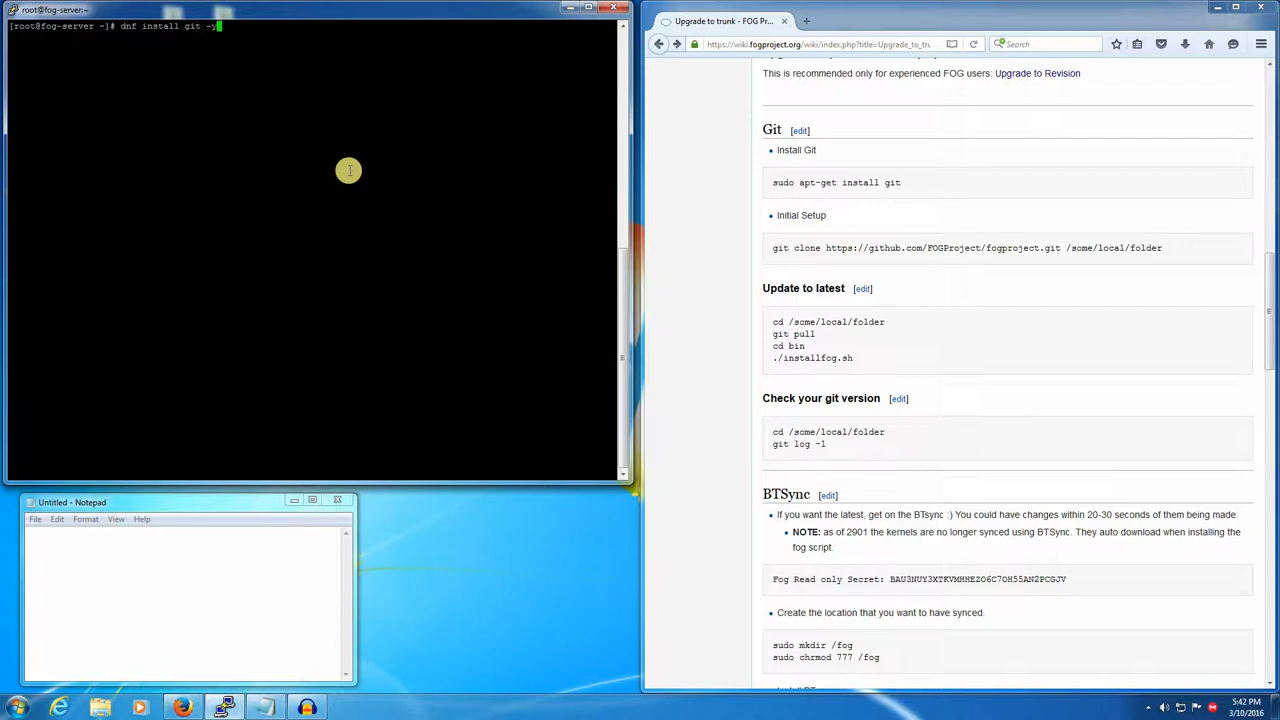 root@fog-server:~
[root@fog-server ~]# dnf install git -y
Upgrade to trunk - FOG P...
https://wiki.fogproject.org/wiki/index.php?title=Upgrade_to_tru
Search
This is recommended only for experienced FOG users: Upgrade to Revision
Git [edit]
Install Git
sudo apt-get install git
Initial Setup
git clone https://github.com/FOGProject/fogproject.git /some/local/folder
Update to latest [edit]
cd /some/local/folder
git pull
cd bin
./installfog.sh
Check your git version [edit]
cd /some/local/folder
git log -1
BTSync [edit]
If you want the latest, get on the BTsync :) You could have changes within 20-30 seconds of them being made.
NOTE: as of 2901 the kernels are no longer synced using BTSync. They auto download when installing the
fog script.
Fog Read only Secret: BAU3NUY3XTKVMHHEZO6C7OH55AN2PCGJV
Create the location that you want to have synced.
sudo mkdir /fog
sudo chrmod 777 /fog
Untitled - Notepad
File Edit Format View Help
5:42 PM
3/10/2016